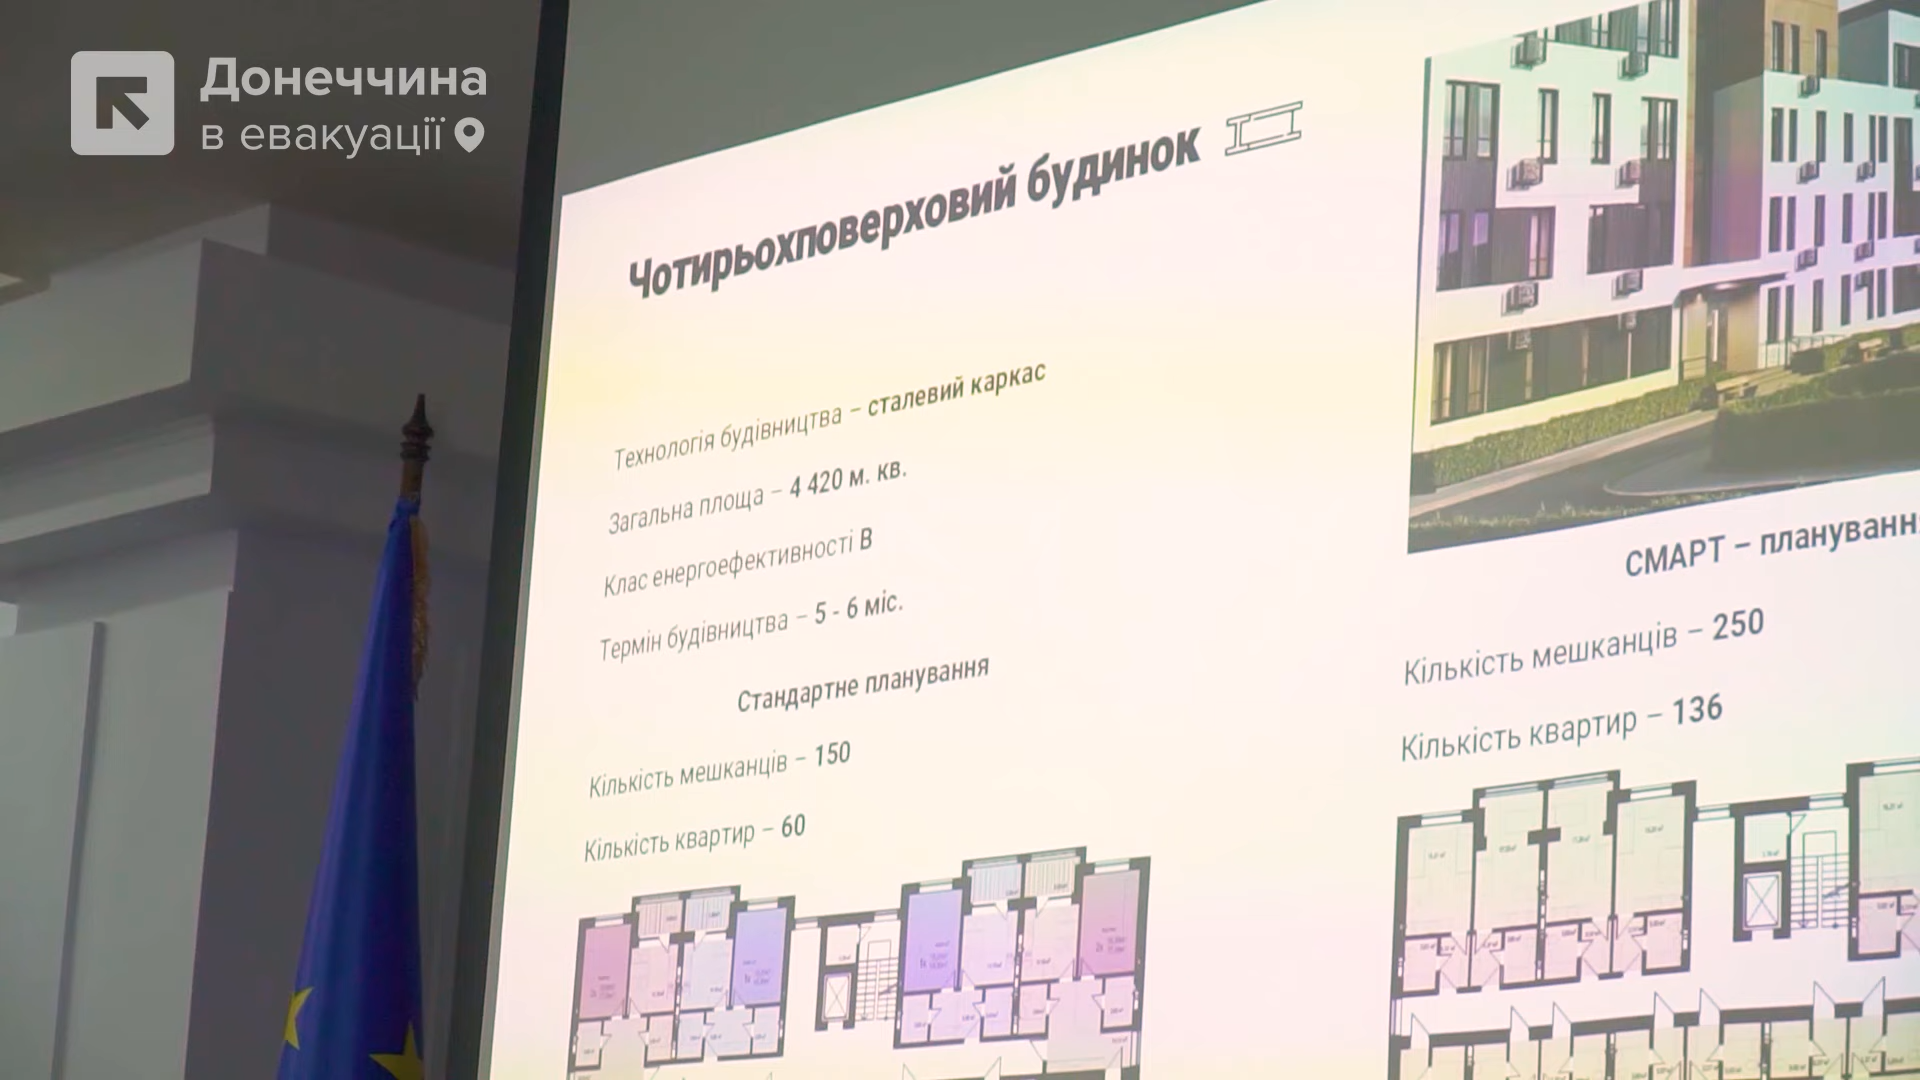 Донеччина
в евакуації
Чотирьохповерховий будинок
Технологія будівництва – сталевий каркас
Загальна площа – 4 420 м. кв.
Клас енергоефективності B
Термін будівництва – 5 - 6 міс.
Стандартне планування
Кількість мешканців – 150
Кількість квартир – 60
СМАРТ – плануванн
Кількість мешканців – 250
Кількість квартир – 136